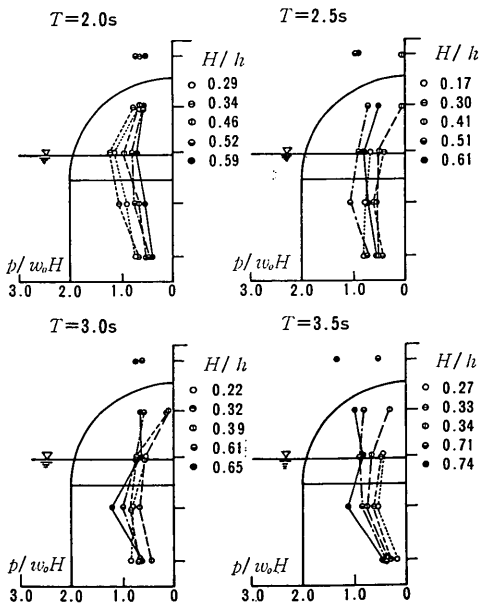 T=2.0s
H/h
0.29
0.34
0.46
0.52
0.59
p/w₀H
3.0 2.0 1.0 0
T=2.5s
H/h
0.17
0.30
0.41
0.51
0.61
p/w₀H
3.0 2.0 1.0 0
T=3.0s
H/h
0.22
0.32
0.39
0.61
0.65
p/w₀H
3.0 2.0 1.0 0
T=3.5s
H/h
0.27
0.33
0.34
0.71
0.74
p/w₀H
3.0 2.0 1.0 0